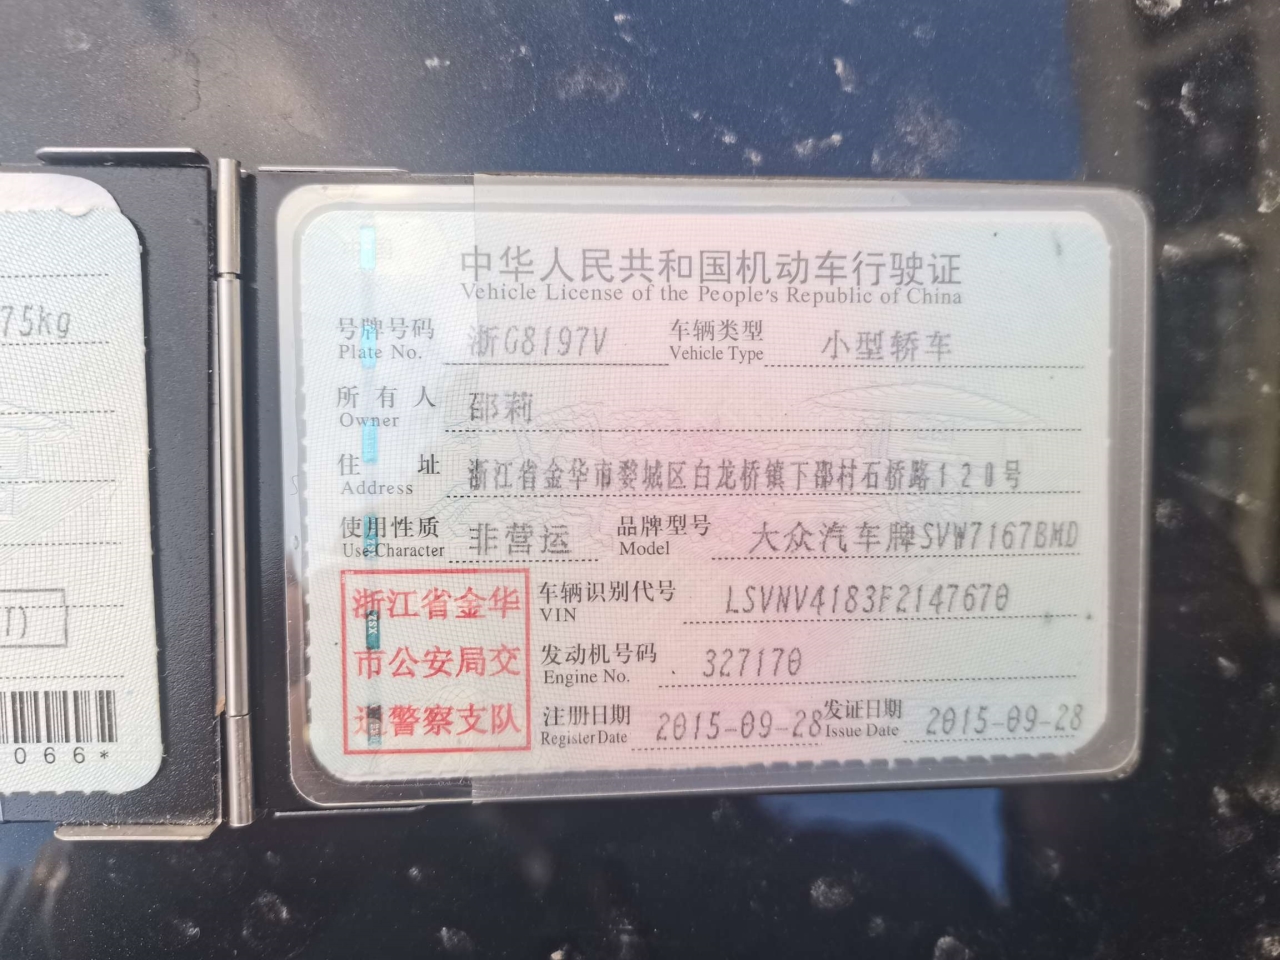 75kg
066*
中华人民共和国机动车行驶证
Vehicle License of the People's Republic of China
号牌号码 浙G8197V 车辆类型 小型轿车
Plate No. Vehicle Type
所有人 邵莉
Owner
住址 浙江省金华市婺城区白龙桥镇下邵村石桥路120号
Address
使用性质 非营运 品牌型号 大众汽车牌SVW7167BMD
Use Character Model
浙江省金华
市公安局交
通警察支队
车辆识别代号 LSVNV4183F2147670
VIN
发动机号码 327170
Engine No.
注册日期 2015-09-28 发证日期 2015-09-28
Register Date Issue Date
XSZ